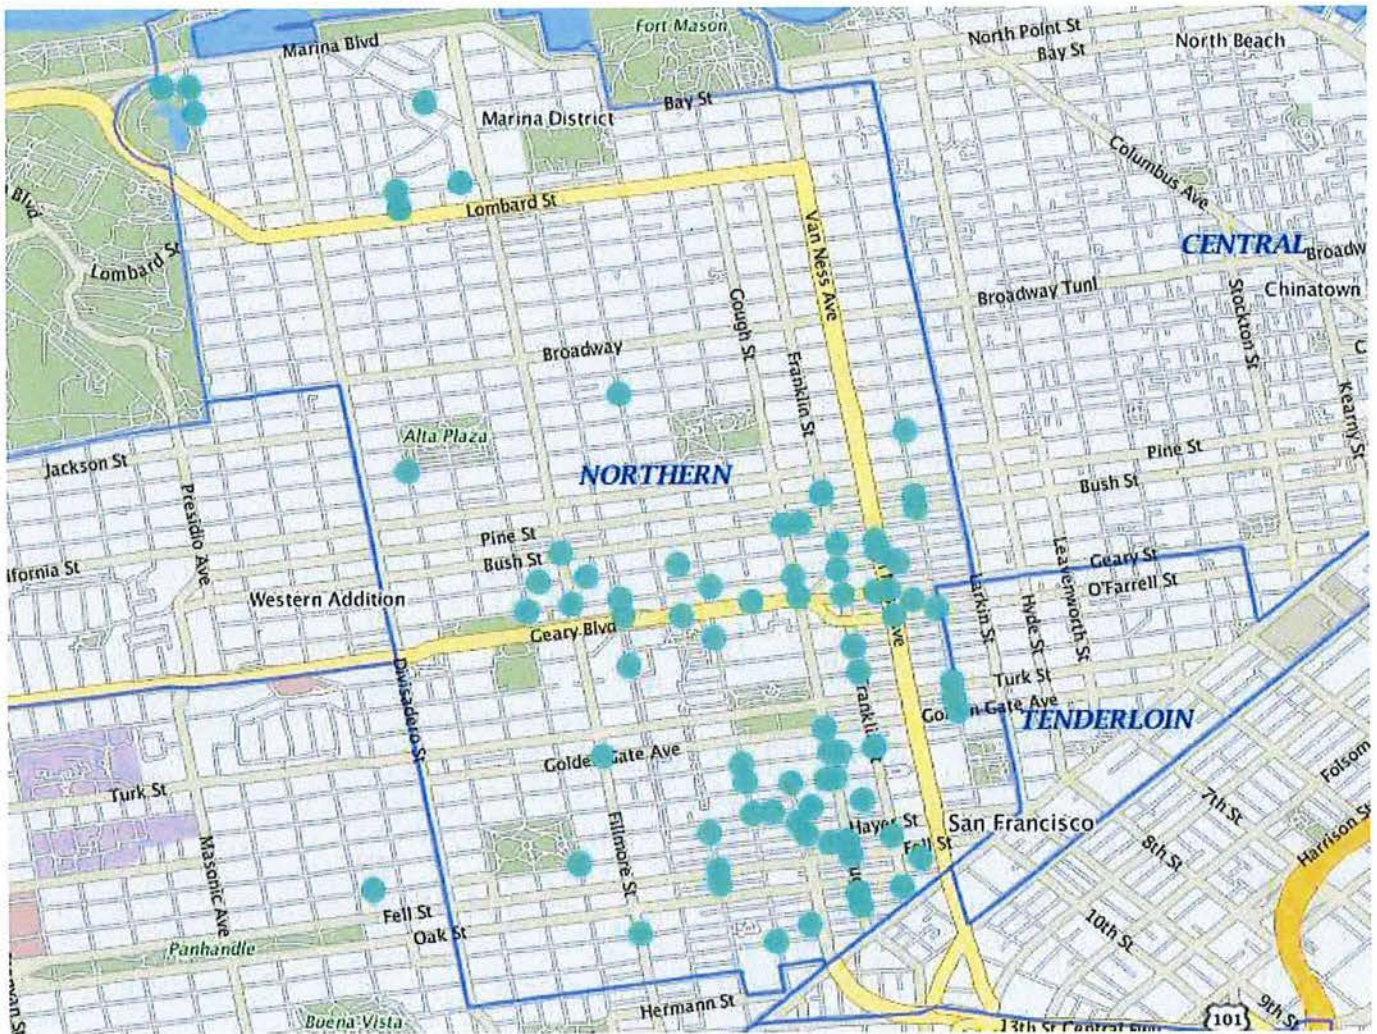 Fort Mason
North Point St
Bay St
North Beach
Marina Blvd
Marina District
Bay St
Columbus Ave
Blvd
Lombard St
Lombard St
Van Ness Ave
CENTRAL
Broadw
Broadway Tunl
Stockton St
Chinatown
Gough St
Broadway
Franklin St
C
Kearny St
Alta Plaza
Jackson St
NORTHERN
Pine St
Bush St
Presidio Ave
Pine St
Bush St
ifornia St
Leavenworth St
Geary St
O'Farrell St
Western Addition
Larkin St
Hyde St
Geary Blvd
Divisadero St
Turk St
Golden Gate Ave
TENDERLOIN
Golden Gate Ave
Turk St
Folsom
7th St
Fillmore St
Hayes St
San Francisco
Fell St
8th St
Harrison St
Masonic Ave
Fell St
Oak St
Panhandle
10th St
Hermann St
Buena Vista
13th St
101
9th St